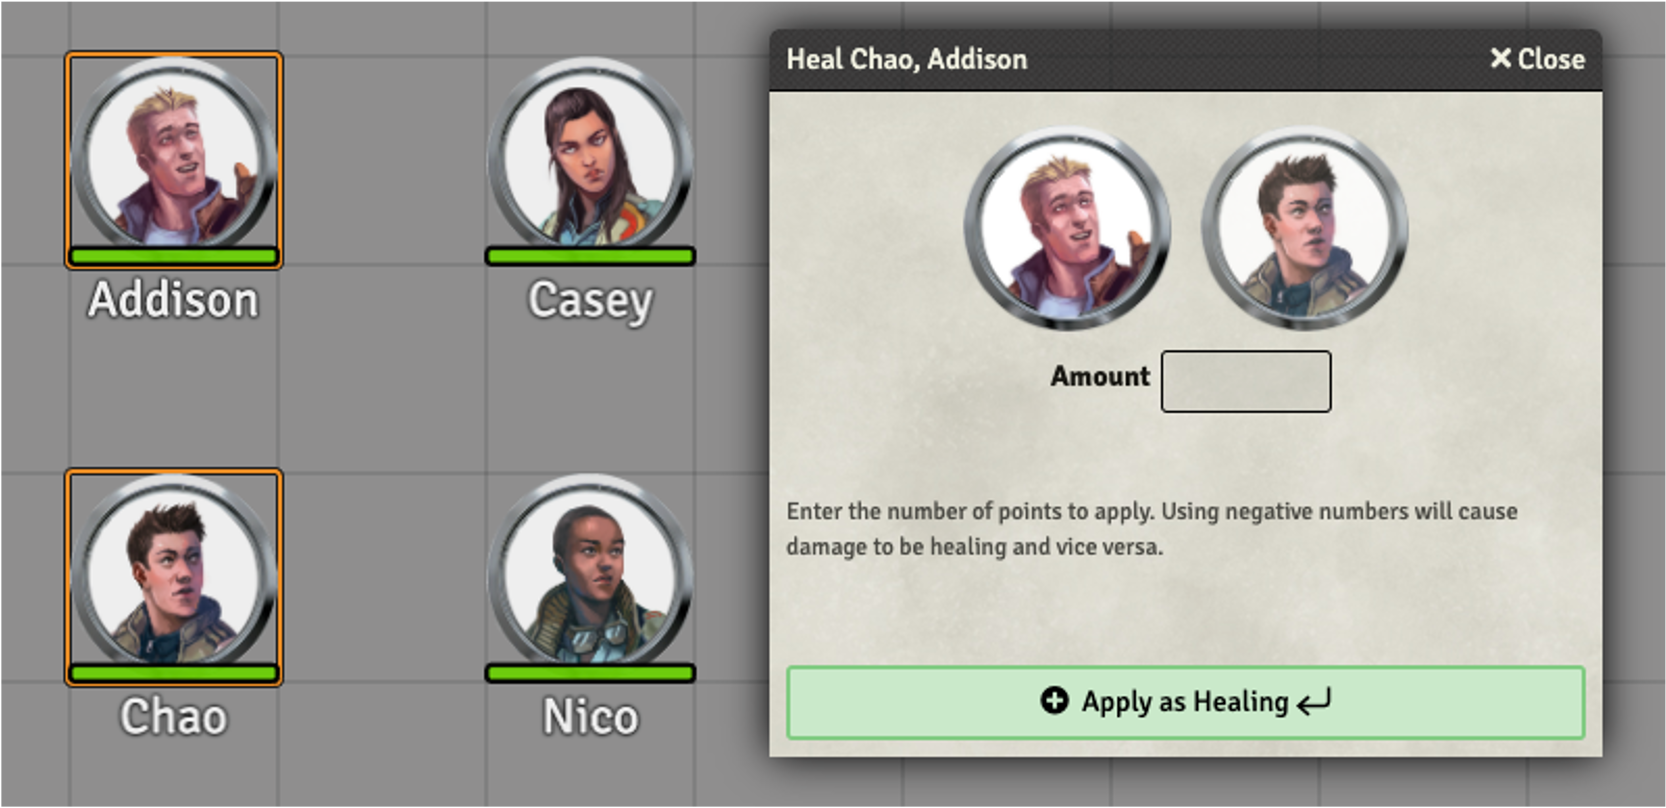 Addison
Casey
Chao
Nico
Heal Chao, Addison
Close
Amount
Enter the number of points to apply. Using negative numbers will cause
damage to be healing and vice versa.
Apply as Healing